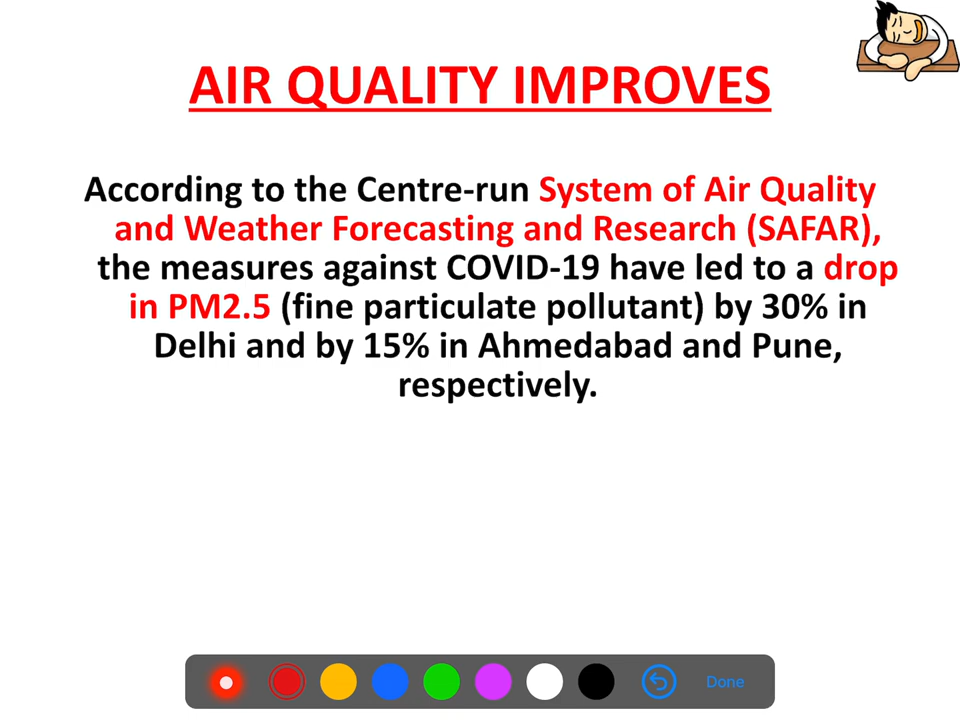 AIR QUALITY IMPROVES
According to the Centre-run System of Air Quality
and Weather Forecasting and Research (SAFAR),
the measures against COVID-19 have led to a drop
in PM2.5 (fine particulate pollutant) by 30% in
Delhi and by 15% in Ahmedabad and Pune,
respectively.
Done